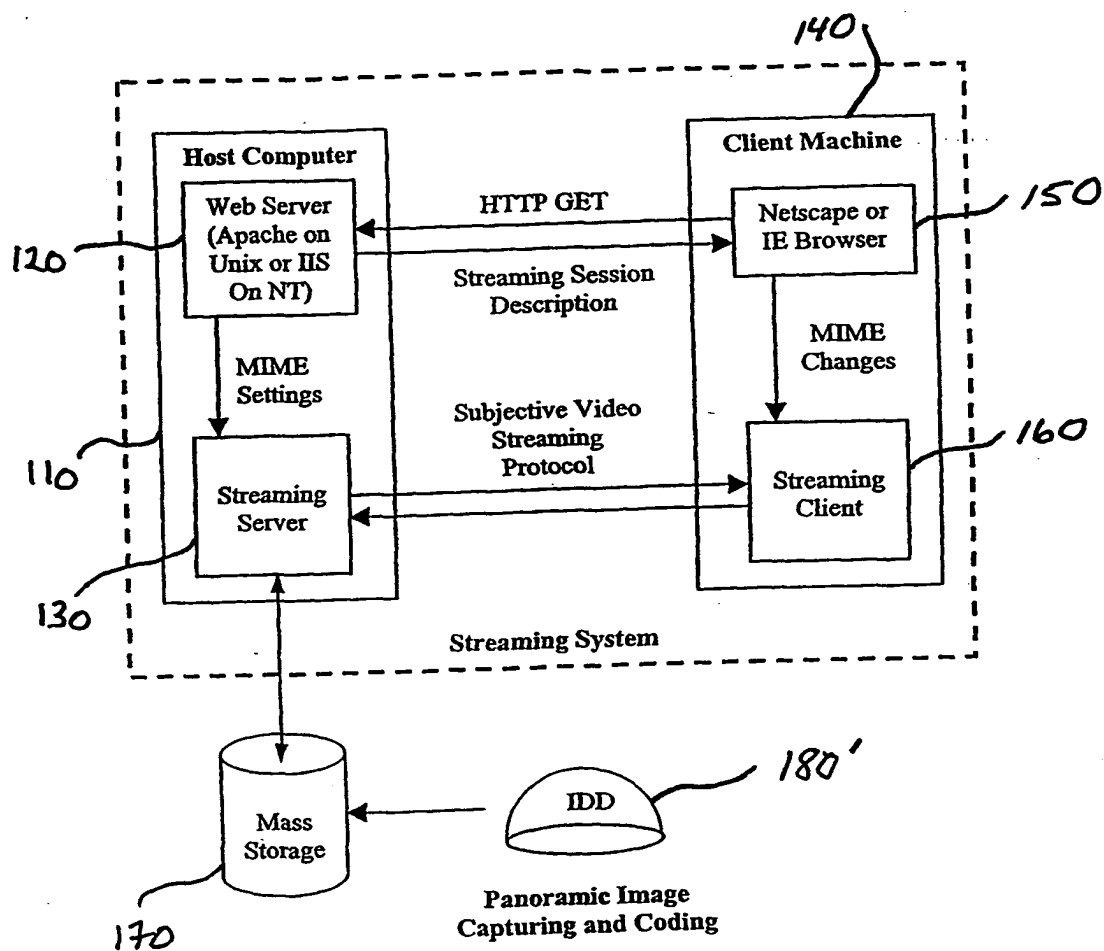 140
Host Computer
Client Machine
Web Server
(Apache on
Unix or IIS
On NT)
120
HTTP GET
Streaming Session
Description
Netscape or
IE Browser
150
MIME
Settings
MIME
Changes
Subjective Video
Streaming
Protocol
110
Streaming
Server
130
Streaming
Client
160
Streaming System
Mass
Storage
170
IDD
180'
Panoramic Image
Capturing and Coding